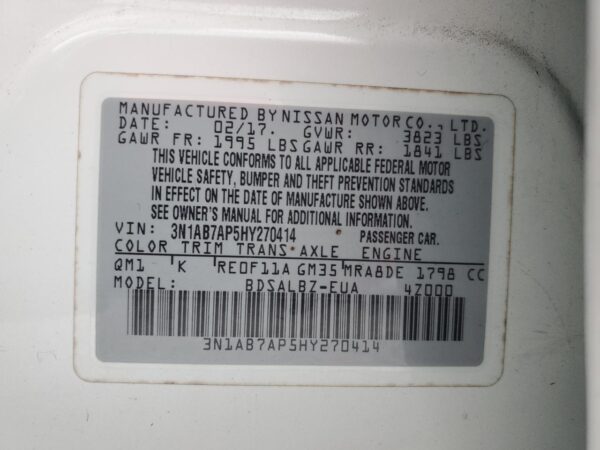 MANUFACTURED BY NISSAN MOTOR CO., LTD.
DATE: 02/17. GVWR: 3823 LBS
GAWR FR: 1995 LBS GAWR RR: 1841 LBS
THIS VEHICLE CONFORMS TO ALL APPLICABLE FEDERAL MOTOR
VEHICLE SAFETY, BUMPER AND THEFT PREVENTION STANDARDS
IN EFFECT ON THE DATE OF MANUFACTURE SHOWN ABOVE.
SEE OWNER'S MANUAL FOR ADDITIONAL INFORMATION.
VIN: 3N1AB7AP5HY270414 PASSENGER CAR.
COLOR TRIM TRANS AXLE ENGINE
QM1 K RE0F11A GM35 MRA8DE 1798 CC
MODEL: BDSALBZ-EUA 4Z000
3N1AB7AP5HY270414